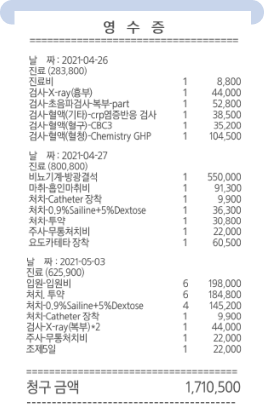 영 수 증
====================================
날 짜 : 2021-04-26
진료 (283,800)
진료비 1 8,800
검사-X-ray(흉부) 1 44,000
검사-초음파검사-복부-part 1 52,800
검사-혈액(기타)-crp염증반응 검사 1 38,500
검사-혈액(혈구)-CBC3 1 35,200
검사-혈액(혈청)-Chemistry GHP 1 104,500
날 짜 : 2021-04-27
진료 (800,800)
비뇨기계-방광결석 1 550,000
마취-흡인마취비 1 91,300
처치-Catheter 장착 1 9,900
처치-0.9%Sailine+5%Dextose 1 36,300
처치-투약 1 30,800
주사-무통처치비 1 22,000
요도카테타 장착 1 60,500
날 짜 : 2021-05-03
진료 (625,900)
입원-입원비 6 198,000
처치, 투약 6 184,800
처치-0.9%Sailine+5%Dextose 4 145,200
처치-Catheter 장착 1 9,900
검사-X-ray(복부)*2 1 44,000
주사-무통처치비 1 22,000
조제5일 1 22,000
====================================
청구 금액 1,710,500
------------------------------------